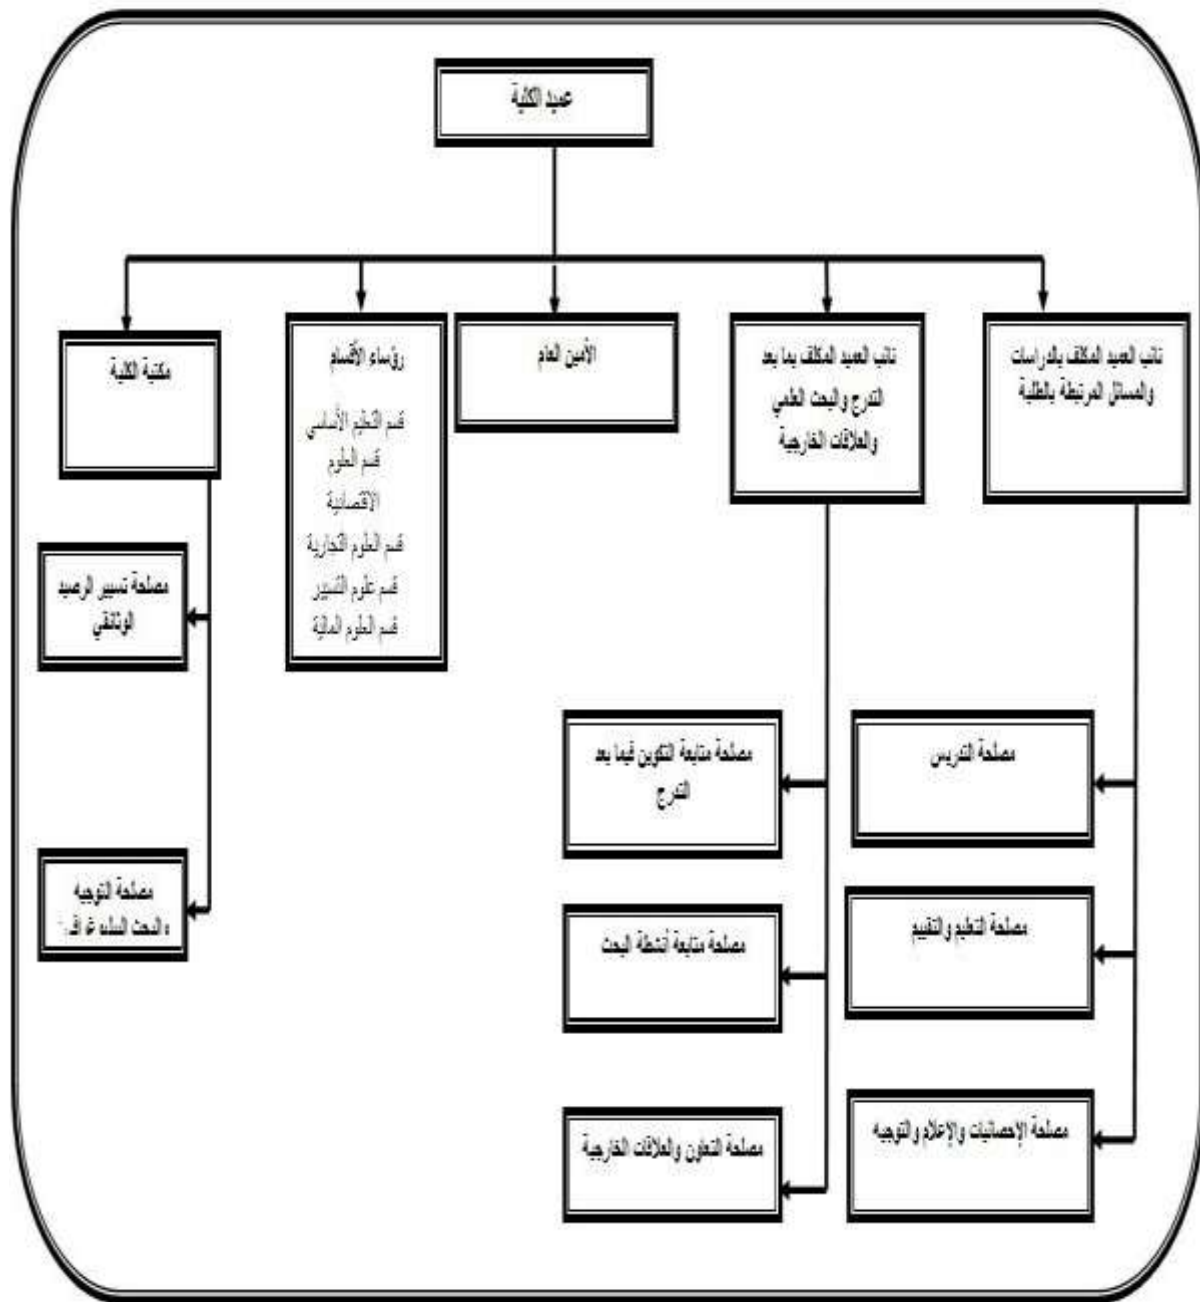 عميد الكلية
نائب العميد المكلف بالدراسات
والمسائل المرتبطة بالطلبة
نائب العميد المكلف بما بعد
التدرج والبحث العلمي
والعلاقات الخارجية
الأمين العام
رؤساء الأقسام
قسم التعليم الأساسي
قسم العلوم
الاقتصادية
قسم العلوم التجارية
قسم علوم التسيير
قسم العلوم المالية
مكتبة الكلية
مصلحة التدريس
مصلحة التعليم والتقييم
مصلحة الإحصائيات والإعلام والتوجيه
مصلحة متابعة التكوين فيما بعد
التدرج
مصلحة متابعة أنشطة البحث
مصلحة التعاون والعلاقات الخارجية
مصلحة تسيير الرصيد
الوثائقي
مصلحة التوجيه
والبحث